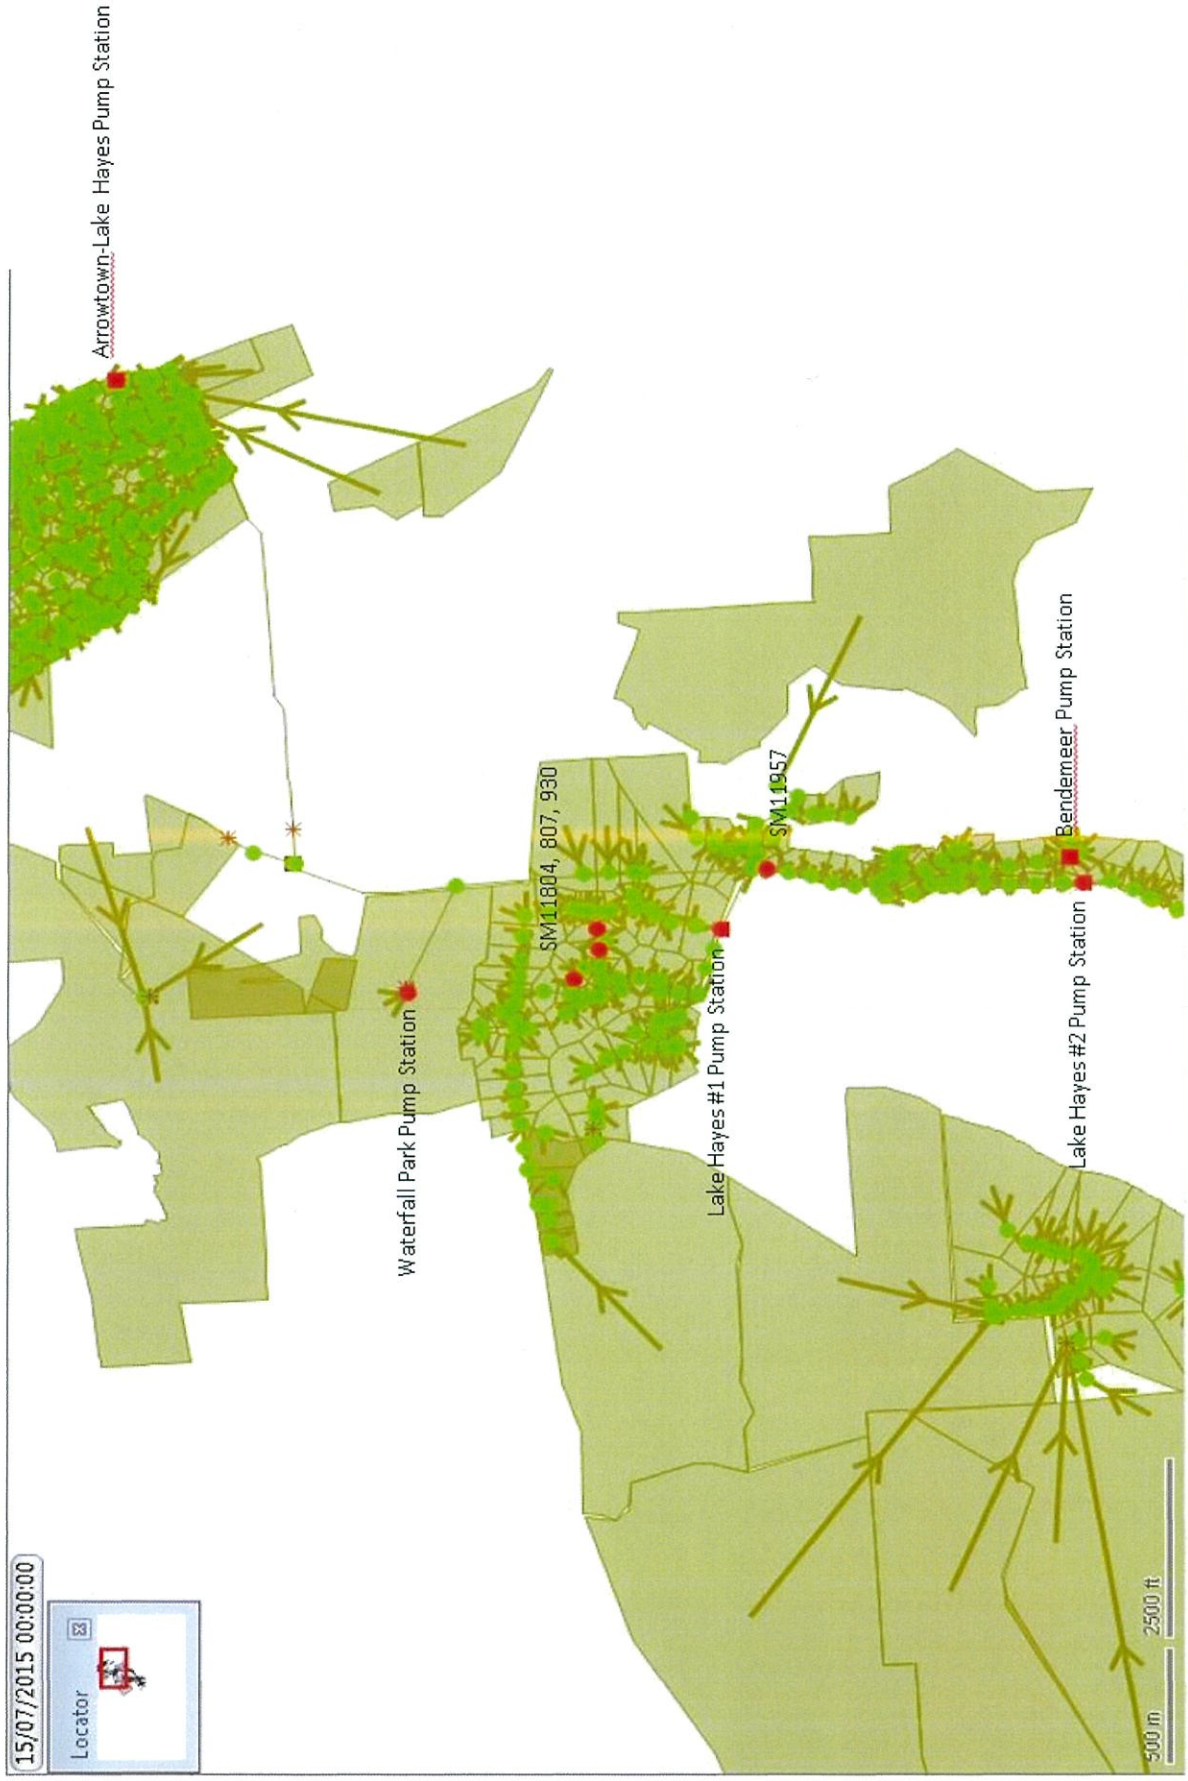 15/07/2015 00:00:00
Locator
Arrowtown-Lake Hayes Pump Station
Waterfall Park Pump Station
SM11804, 807, 930
Lake Hayes #1 Pump Station
SM11957
Bendemeer Pump Station
Lake Hayes #2 Pump Station
500 m
2500 ft